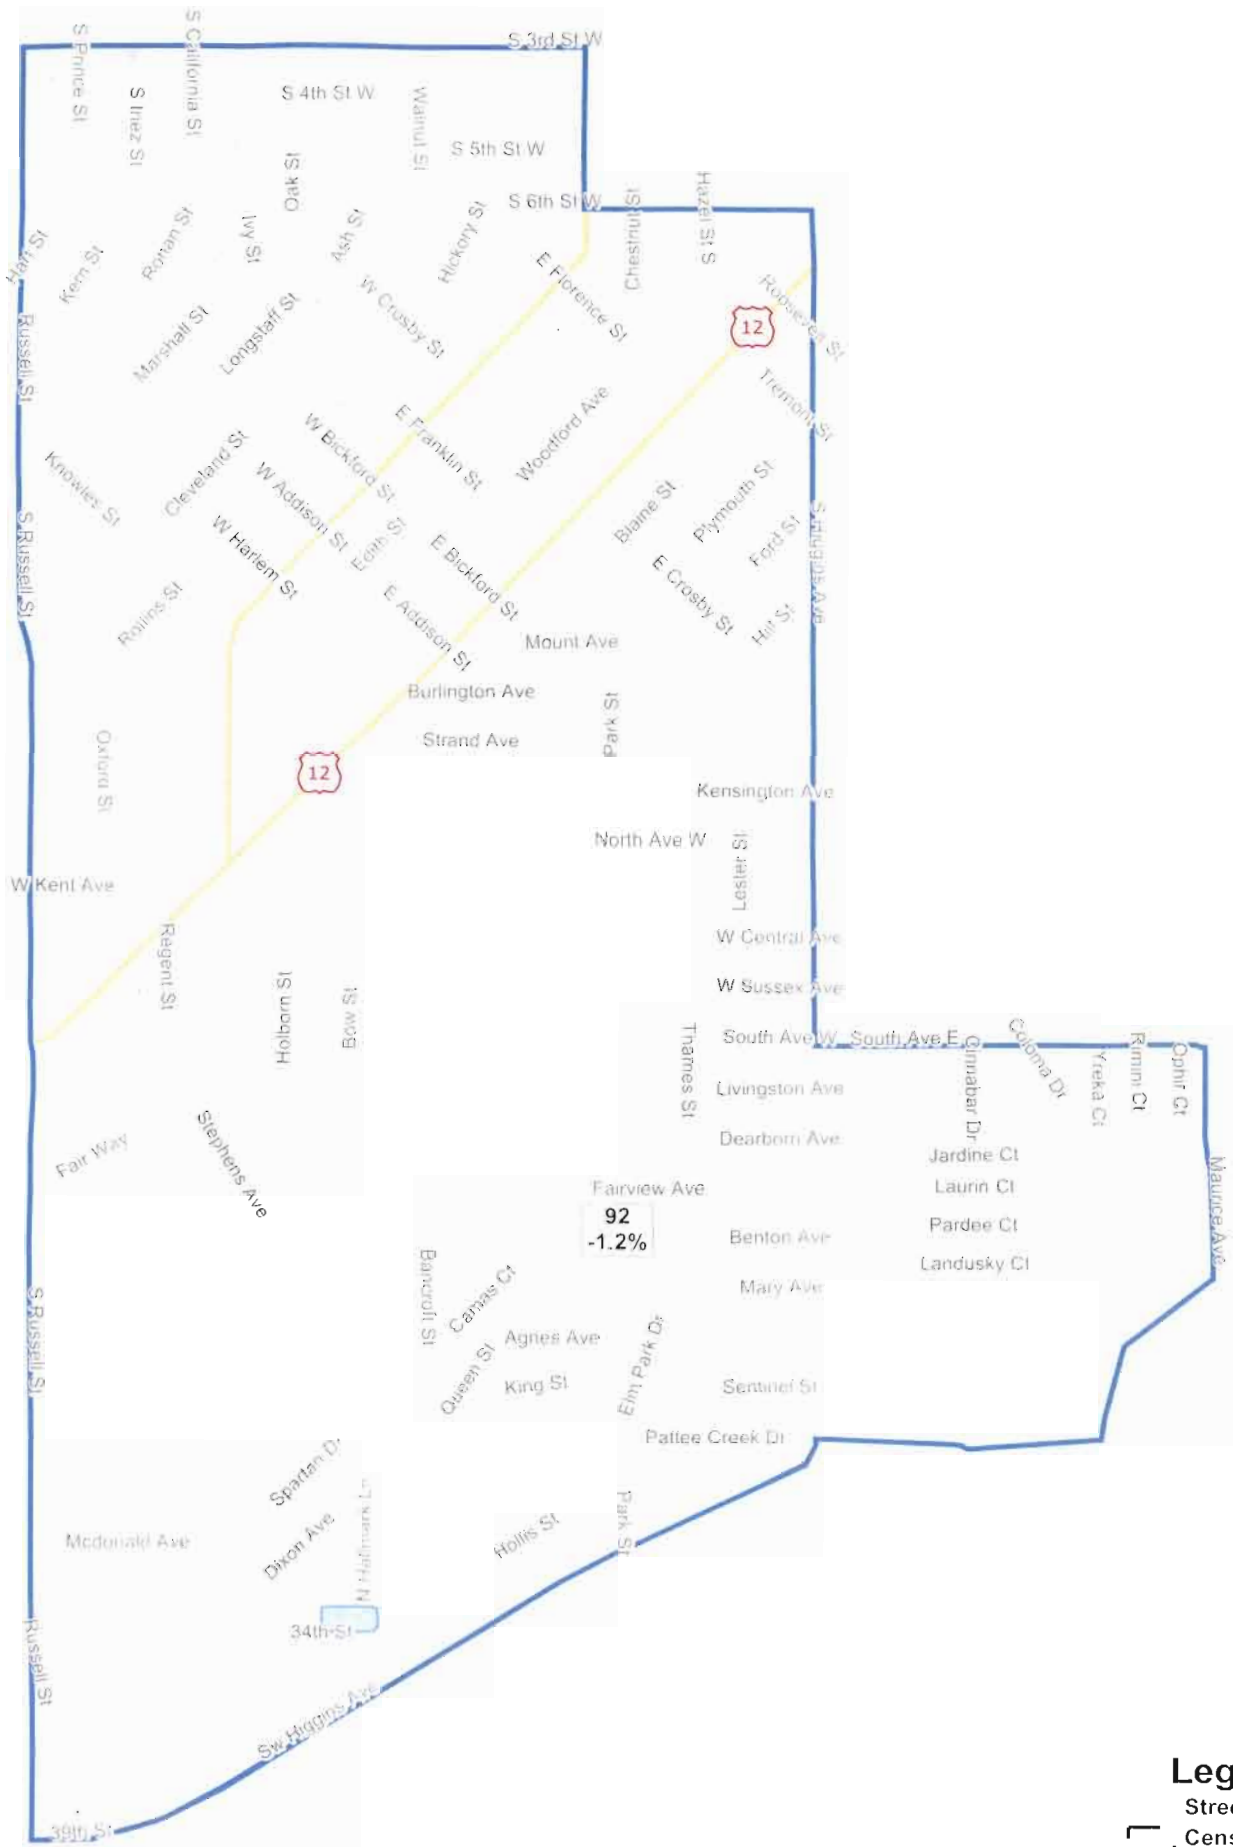 S 3rd St W
S Prince St
S California St
S Inez St
S 4th St W
Walnut St
S 5th St W
Oak St
S 6th St W
Chestnut St
Hazel St S
Hart St
Kern St
Ronan St
Ivy St
Ash St
Hickory St
E Florence St
Roosevelt St
12
W Crosby St
Marshall St
Longstaff St
Russell St
Tremont St
Woodford Ave
E Franklin St
W Bickford St
Knowles St
Cleveland St
W Addison St
Edith St
Blaine St
Plymouth St
Ford St
S Higgins Ave
S Russell St
W Harlem St
E Bickford St
E Crosby St
Hill St
Rollins St
E Addison St
Mount Ave
Burlington Ave
Park St
Strand Ave
Oxford St
12
Kensington Ave
North Ave W
Lester St
W Kent Ave
W Central Ave
Regent St
Holborn St
Bow St
W Sussex Ave
Thames St
South Ave W
South Ave E
Cinnabar Dr
Coloma Dr
Yreka Ct
Rimini Ct
Ophir Ct
Livingston Ave
Dearborn Ave
Fair Way
Stephens Ave
Jardine Ct
Laurin Ct
Maurice Ave
Fairview Ave
92
-1.2%
Benton Ave
Pardee Ct
Landusky Ct
Bancroft St
Camas Ct
Mary Ave
S Russell St
Agnes Ave
Elm Park Dr
Queen St
King St
Sentinel St
Pattee Creek Dr
Spartan Dr
N Hallmark Ln
Park St
Mcdonald Ave
Dixon Ave
Hollis St
34th St
Russell St
Sw Higgins Ave
39th St
Leg
Stree
Cens